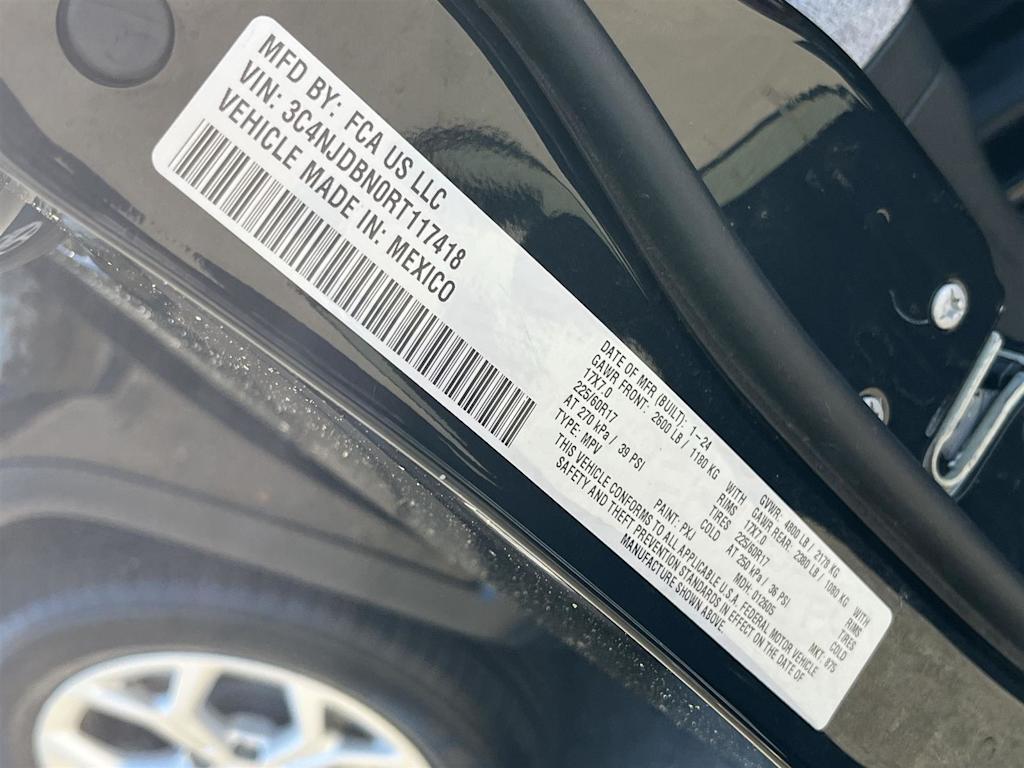 MFD BY: FCA US LLC
VIN: 3C4NJDBN0RT117418
VEHICLE MADE IN: MEXICO
DATE OF MFR (BUILT): 1-24 GVWR: 4800 LB / 2178 KG
GAWR FRONT: 2600 LB / 1180 KG WITH GAWR REAR: 2380 LB / 1080 KG WITH
17X7.0 RIMS 17X7.0 RIMS
225/60R17 TIRES 225/60R17 TIRES
AT 270 kPa / 39 PSI COLD AT 250 kPa / 36 PSI COLD
TYPE: MPV PAINT: PXJ MDH: 012605 MKT: 875
THIS VEHICLE CONFORMS TO ALL APPLICABLE U.S.A. FEDERAL MOTOR VEHICLE
SAFETY AND THEFT PREVENTION STANDARDS IN EFFECT ON THE DATE OF
MANUFACTURE SHOWN ABOVE.